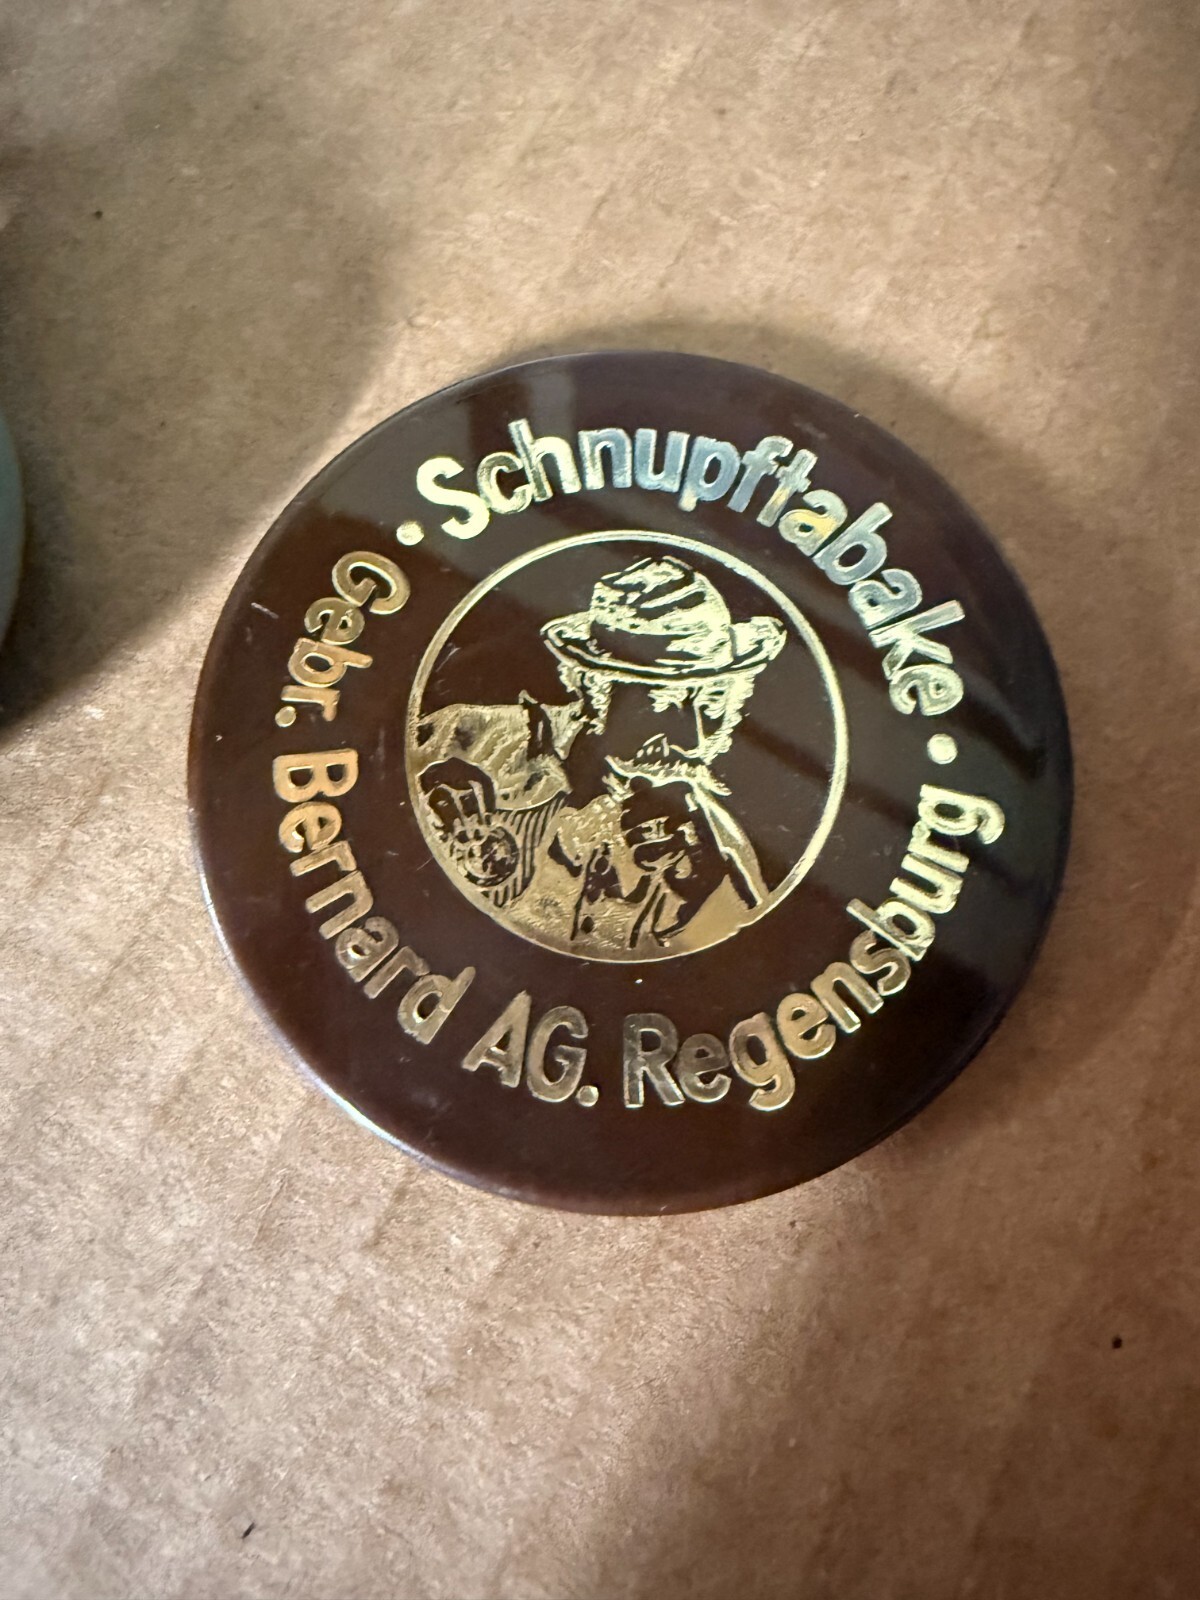 • Schnupftabake •
Gebr. Bernard AG. Regensburg